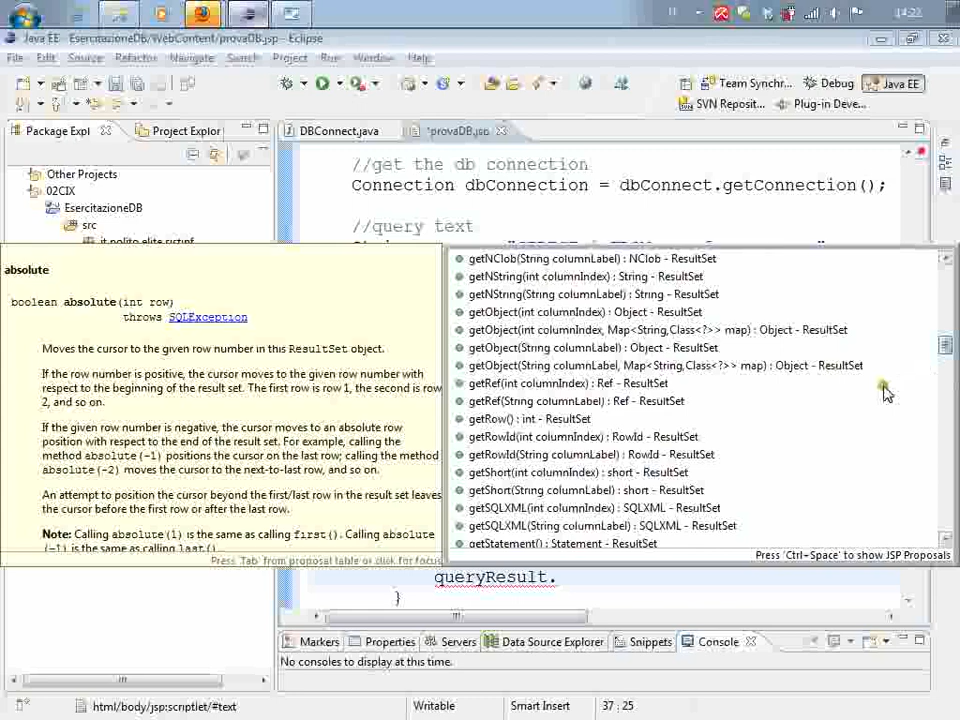 14:22
Java EE - EsercitazioneDB/WebContent/provaDB.jsp - Eclipse
File Edit Source Refactor Navigate Search Project Run Window Help
Team Synchr... Debug Java EE
SVN Reposit... Plug-in Deve...
Package Expl Project Explor
DBConnect.java *provaDB.jsp
Other Projects
02CIX
EsercitazioneDB
src
//get the db connection
Connection dbConnection = dbConnect.getConnection();
//query text
absolute
boolean absolute(int row)
throws SQLException
Moves the cursor to the given row number in this ResultSet object.
If the row number is positive, the cursor moves to the given row number with
respect to the beginning of the result set. The first row is row 1, the second is row
2, and so on.
If the given row number is negative, the cursor moves to an absolute row
position with respect to the end of the result set. For example, calling the
method absolute(-1) positions the cursor on the last row; calling the method
absolute(-2) moves the cursor to the next-to-last row, and so on.
An attempt to position the cursor beyond the first/last row in the result set leaves
the cursor before the first row or after the last row.
Note: Calling absolute(1) is the same as calling first(). Calling absolute
(-1) is the same as calling last().
Press 'Tab' from proposal table or click for focus
getNClob(String columnLabel) : NClob - ResultSet
getNString(int columnIndex) : String - ResultSet
getNString(String columnLabel) : String - ResultSet
getObject(int columnIndex) : Object - ResultSet
getObject(int columnIndex, Map<String,Class<?>> map) : Object - ResultSet
getObject(String columnLabel) : Object - ResultSet
getObject(String columnLabel, Map<String,Class<?>> map) : Object - ResultSet
getRef(int columnIndex) : Ref - ResultSet
getRef(String columnLabel) : Ref - ResultSet
getRow() : int - ResultSet
getRowId(int columnIndex) : RowId - ResultSet
getRowId(String columnLabel) : RowId - ResultSet
getShort(int columnIndex) : short - ResultSet
getShort(String columnLabel) : short - ResultSet
getSQLXML(int columnIndex) : SQLXML - ResultSet
getSQLXML(String columnLabel) : SQLXML - ResultSet
getStatement() : Statement - ResultSet
Press 'Ctrl+Space' to show JSP Proposals
queryResult.
}
Markers Properties Servers Data Source Explorer Snippets Console
No consoles to display at this time.
html/body/jsp:scriptlet/#text Writable Smart Insert 37 : 25